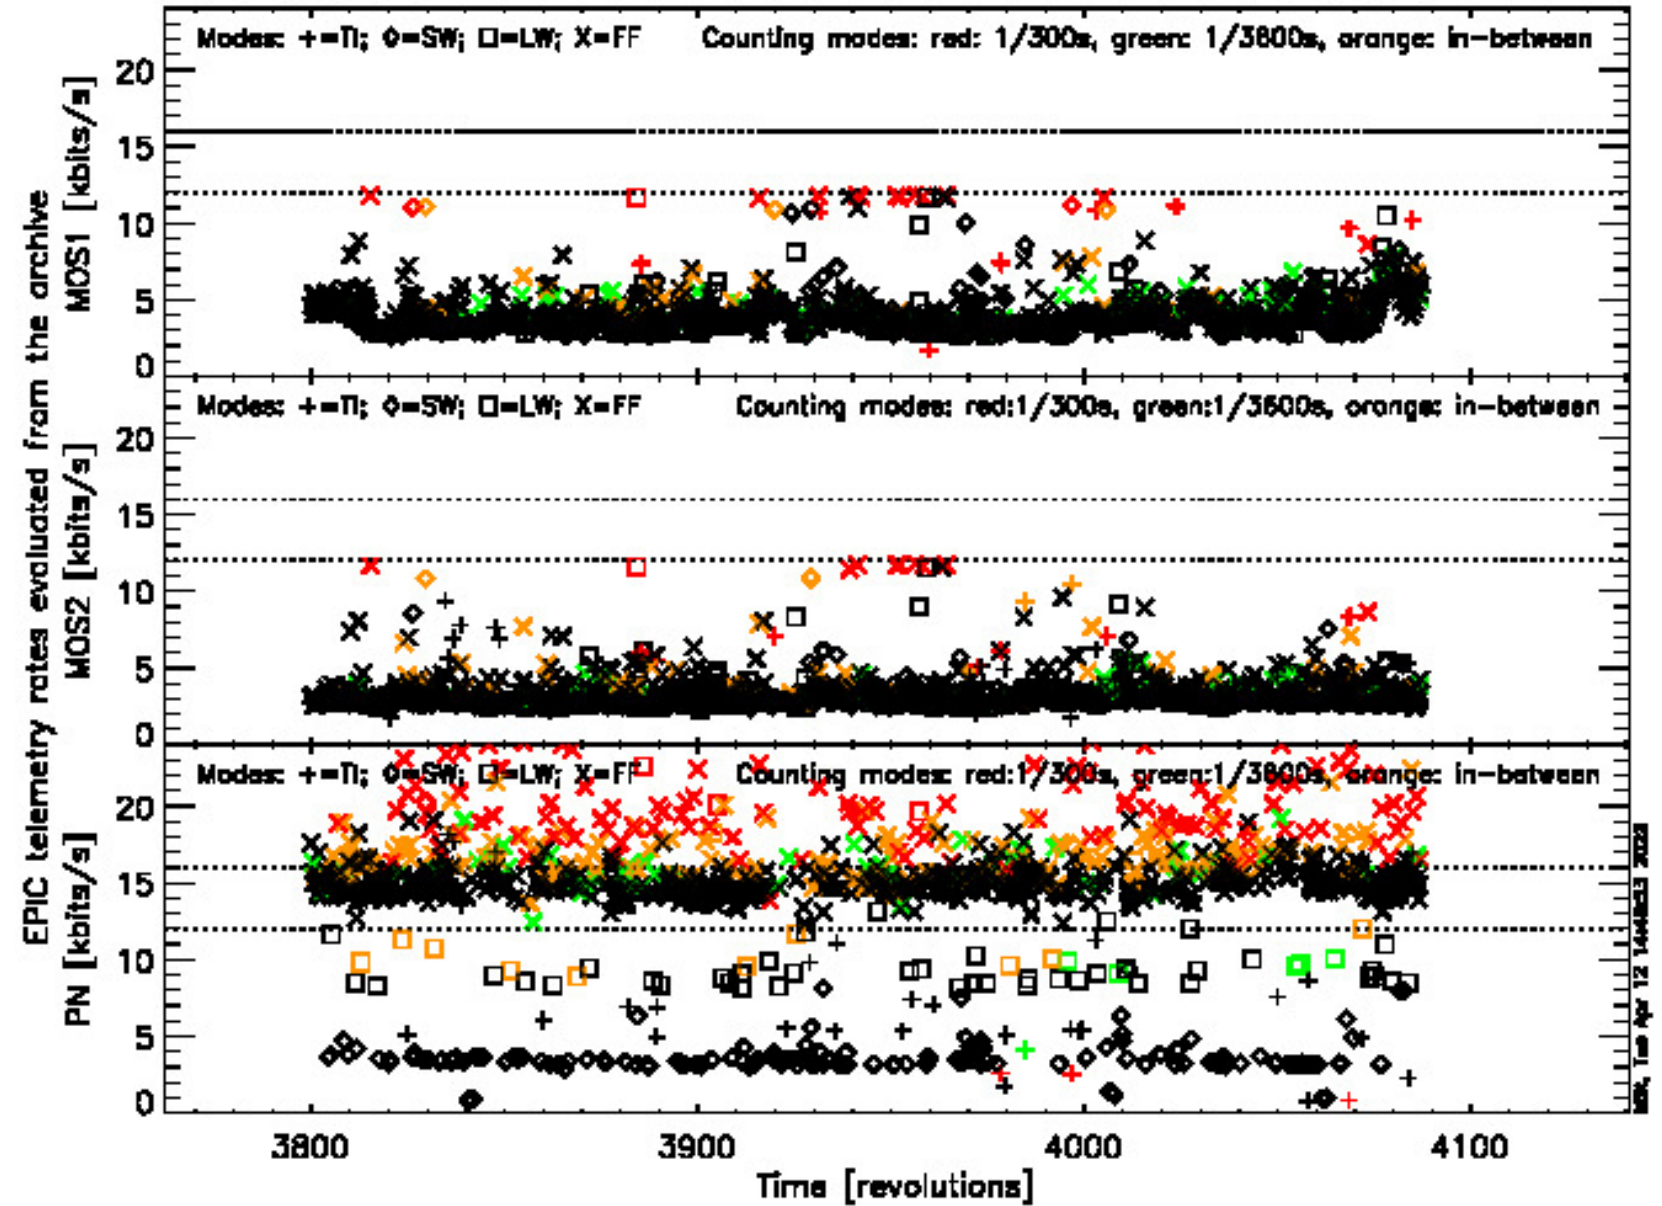 EPIC telemetry rates evaluated from the archive
MOS1 [kbits/s]
Modes: +=TI; ◇=SW; □=LW; X=FF Counting modes: red: 1/300s, green: 1/3600s, orange: in-between
20
15
10
5
0
MOS2 [kbits/s]
Modes: +=TI; ◇=SW; □=LW; X=FF Counting modes: red:1/300s, green:1/3600s, orange: in-between
20
15
10
5
0
PN [kbits/s]
Modes: +=TI; ◇=SW; □=LW; X=FF Counting modes: red:1/300s, green:1/3600s, orange: in-between
20
15
10
5
0
3800 3900 4000 4100
Time [revolutions]
Tue Apr 12 2022